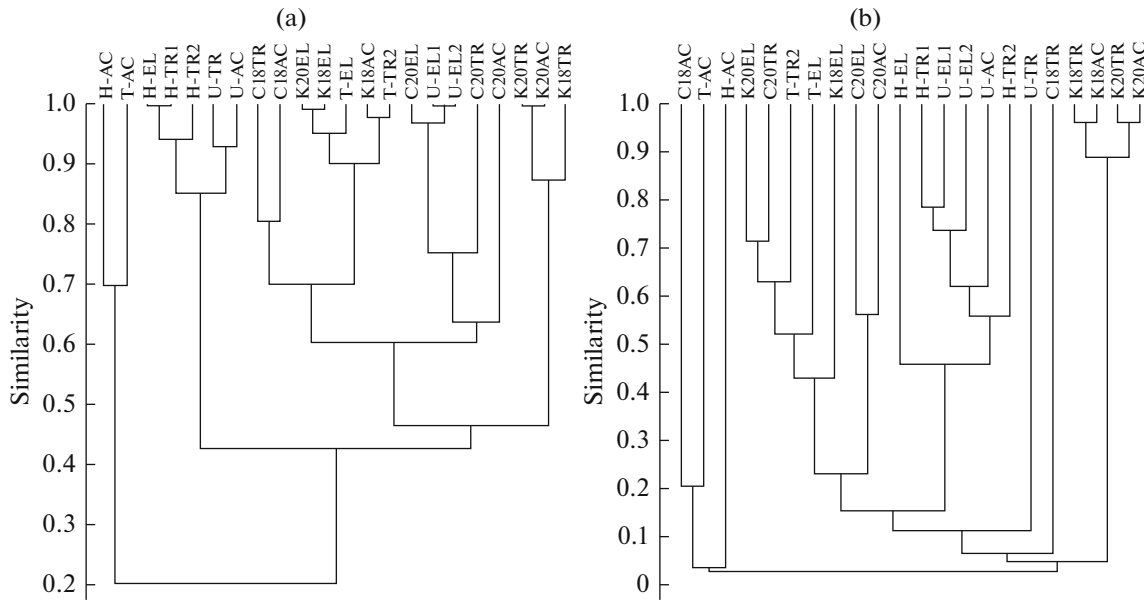 (a)
H-AC
T-AC
H-EL
H-TR1
H-TR2
U-TR
U-AC
C18TR
C18AC
K20EL
K18EL
T-EL
K18AC
T-TR2
C20EL
U-EL1
U-EL2
C20TR
C20AC
K20TR
K20AC
K18TR
1.0
0.9
0.8
0.7
0.6
0.5
0.4
0.3
0.2
Similarity
(b)
C18AC
T-AC
H-AC
K20EL
C20TR
T-TR2
T-EL
K18EL
C20EL
C20AC
H-EL
H-TR1
U-EL1
U-EL2
U-AC
H-TR2
U-TR
C18TR
K18TR
K18AC
K20TR
K20AC
1.0
0.9
0.8
0.7
0.6
0.5
0.4
0.3
0.2
0.1
0
Similarity